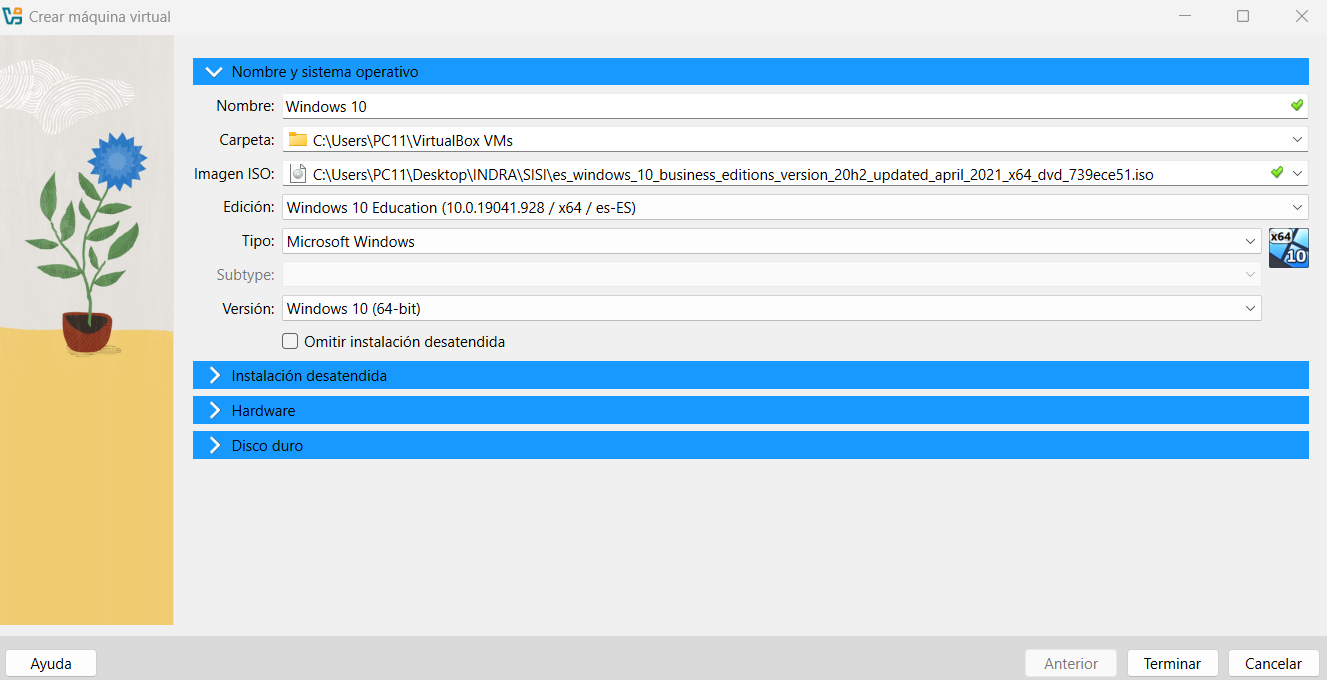 Crear máquina virtual
Nombre y sistema operativo
Nombre: Windows 10
Carpeta: C:\Users\PC11\VirtualBox VMs
Imagen ISO: C:\Users\PC11\Desktop\INDRA\SISI\es_windows_10_business_editions_version_20h2_updated_april_2021_x64_dvd_739ece51.iso
Edición: Windows 10 Education (10.0.19041.928 / x64 / es-ES)
Tipo: Microsoft Windows
x64
10
Subtype:
Versión: Windows 10 (64-bit)
Omitir instalación desatendida
Instalación desatendida
Hardware
Disco duro
Ayuda Anterior Terminar Cancelar